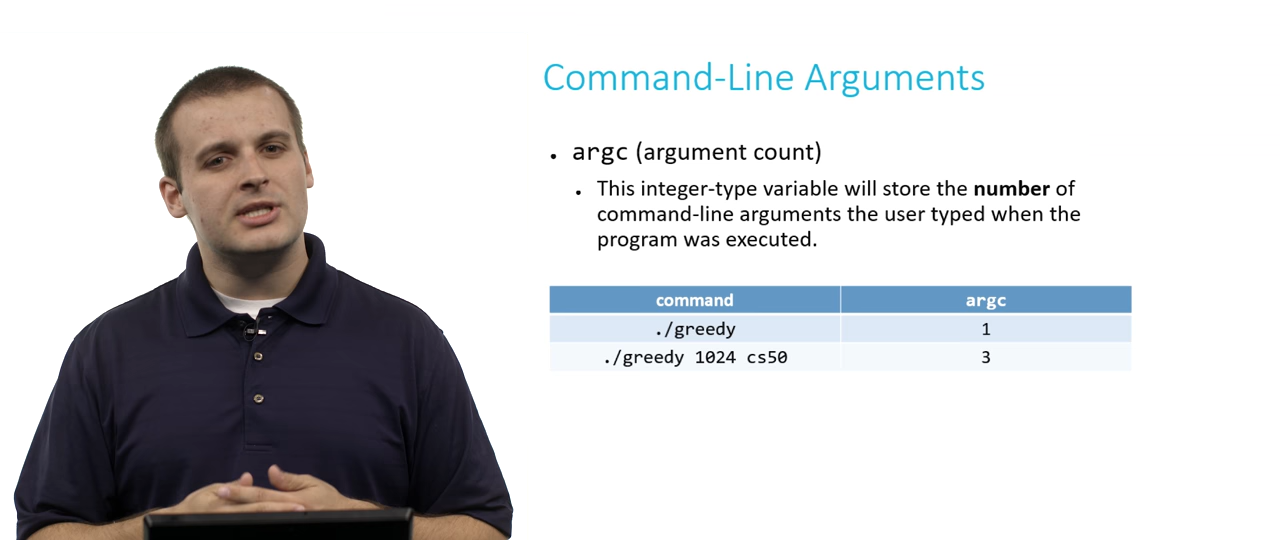 Command-Line Arguments
• argc (argument count)
• This integer-type variable will store the number of
command-line arguments the user typed when the
program was executed.
command argc
./greedy 1
./greedy 1024 cs50 3